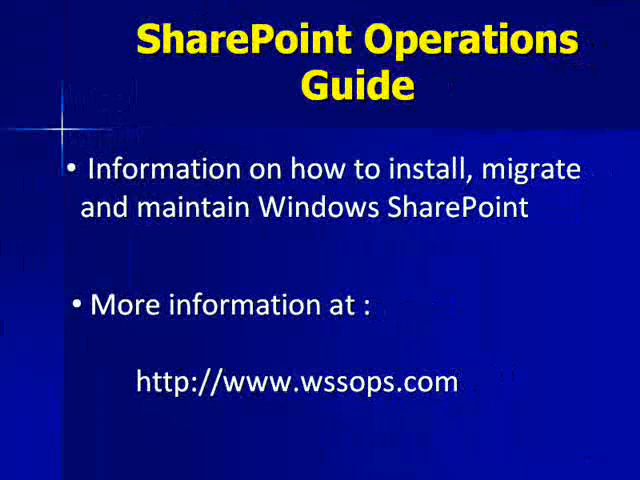 SharePoint Operations
Guide
• Information on how to install, migrate
and maintain Windows SharePoint
• More information at :
http://www.wssops.com